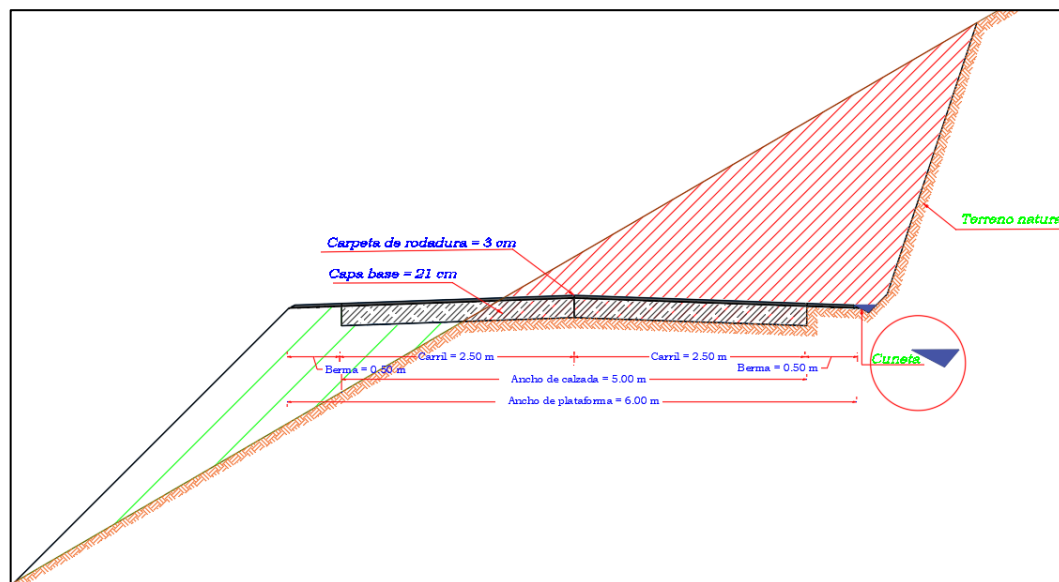 Terreno natura
Carpeta de rodadura = 3 cm
Capa base = 21 cm
Carril = 2.50 m
Carril = 2.50 m
Cuneta
Berma = 0.50 m
Berma = 0.50 m
Ancho de calzada = 5.00 m
Ancho de plataforma = 6.00 m